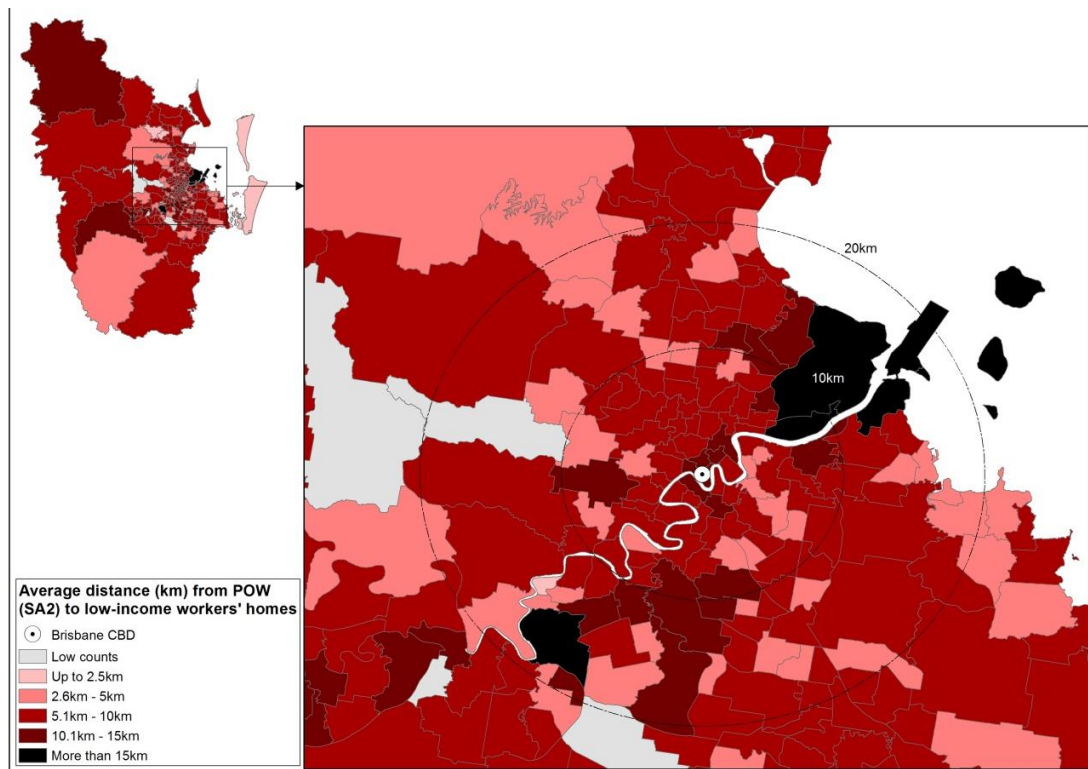 20km
10km
Average distance (km) from POW
(SA2) to low-income workers' homes
Brisbane CBD
Low counts
Up to 2.5km
2.6km - 5km
5.1km - 10km
10.1km - 15km
More than 15km